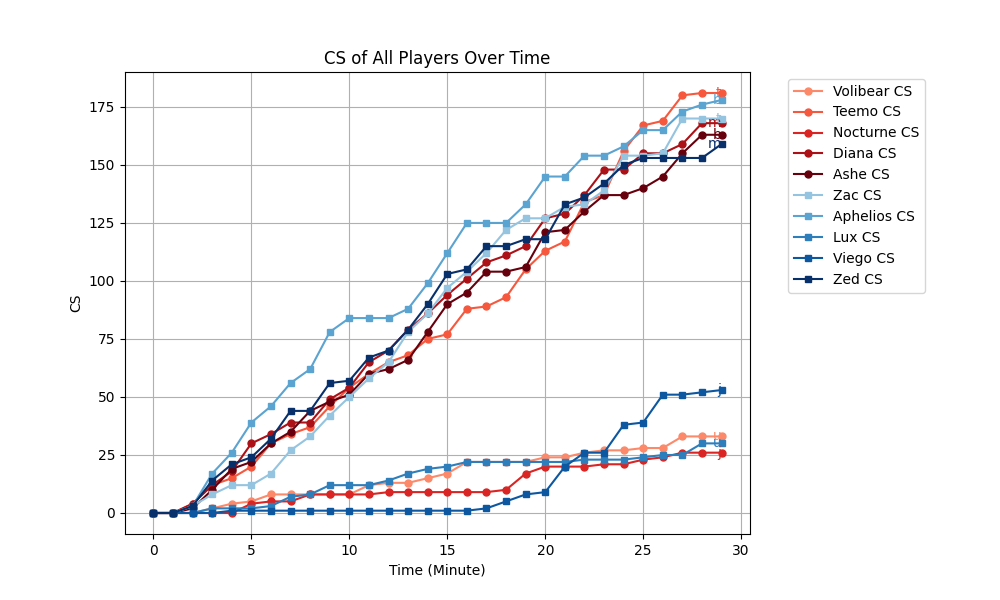 CS of All Players Over Time
CS
175
150
125
100
75
50
25
0
0 5 10 15 20 25 30
Time (Minute)
m
m
j
Volibear CS
Teemo CS
Nocturne CS
Diana CS
Ashe CS
Zac CS
Aphelios CS
Lux CS
Viego CS
Zed CS